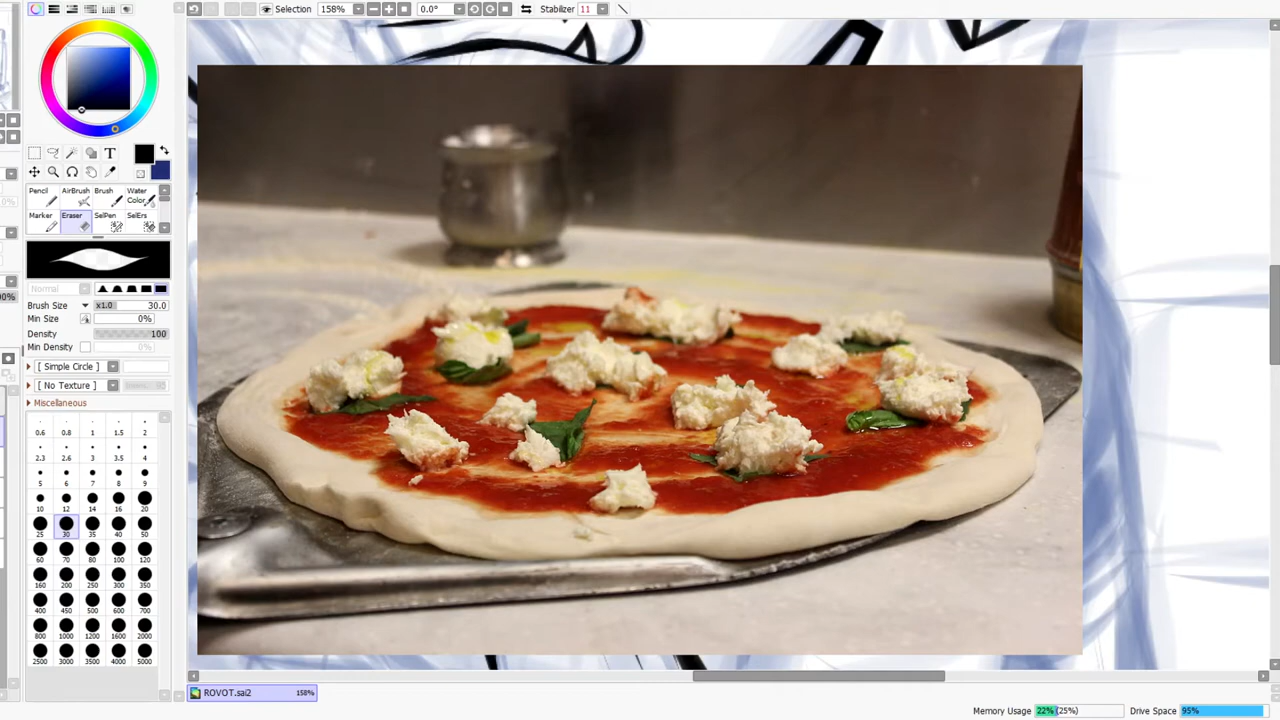 Selection 158% 0.0° Stabilizer 11
T
Pencil AirBrush Brush Water Color
Marker Eraser SelPen SelErs
Normal
Brush Size x1.0 30.0
Min Size 0%
Density 100
Min Density 0%
[ Simple Circle ]
[ No Texture ]
Miscellaneous
0.6 0.8 1 1.5 2
2.3 2.6 3 3.5 4
5 6 7 8 9
10 12 14 16 20
25 30 35 40 50
60 70 80 100 120
160 200 250 300 350
400 450 500 600 700
800 1000 1200 1600 2000
2500 3000 3500 4000 5000
ROVOT.sai2 158%
Memory Usage 22% (25%) Drive Space 95%